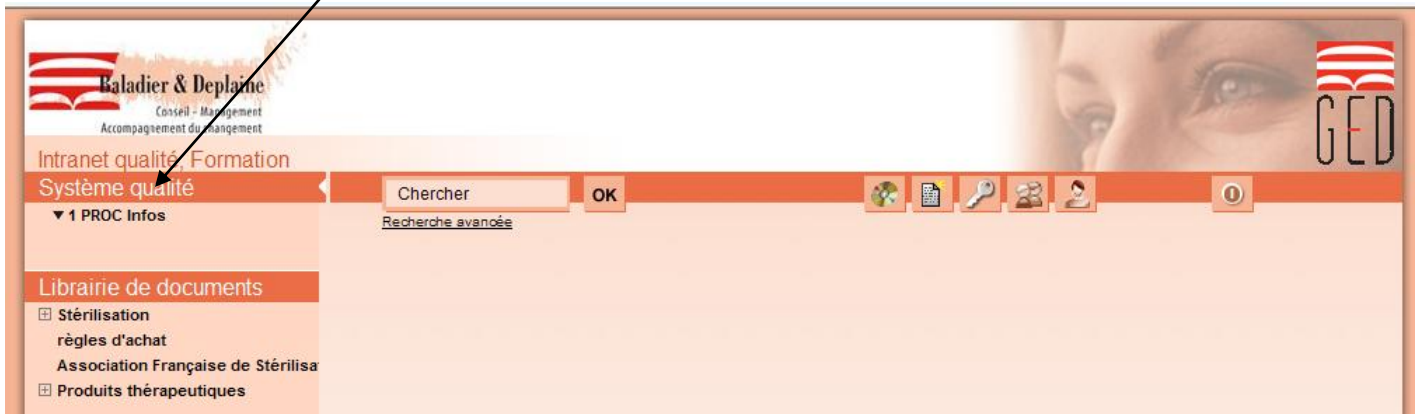 Baladier & Deplaine
Conseil - Management
Accompagnement du changement
GED
Intranet qualité, Formation
Système qualité
Chercher
OK
1 PROC Infos
Recherche avancée
Librairie de documents
Stérilisation
règles d'achat
Association Française de Stérilisa
Produits thérapeutiques